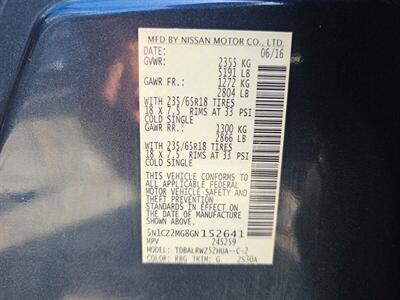 MFD BY NISSAN MOTOR CO., LTD.
DATE: 06/16
GVWR: 2355 KG
5191 LB
GAWR FR.: 1272 KG
2804 LB
WITH 235/65R18 TIRES
18 X 7.5 RIMS AT 33 PSI
COLD SINGLE
GAWR RR.: 1300 KG
2866 LB
WITH 235/65R18 TIRES
18 X 7.5 RIMS AT 33 PSI
COLD SINGLE
THIS VEHICLE CONFORMS TO
ALL APPLICABLE FEDERAL
MOTOR VEHICLE SAFETY AND
THEFT PREVENTION
STANDARDS IN EFFECT ON THE
DATE OF MANUFACTURE SHOWN
ABOVE.
5N1CZ2MG8GN152641
MPV 245259
MODEL: TDBALRWZ52HUA--C-2
COLOR: RBG TRIM: G Z530A